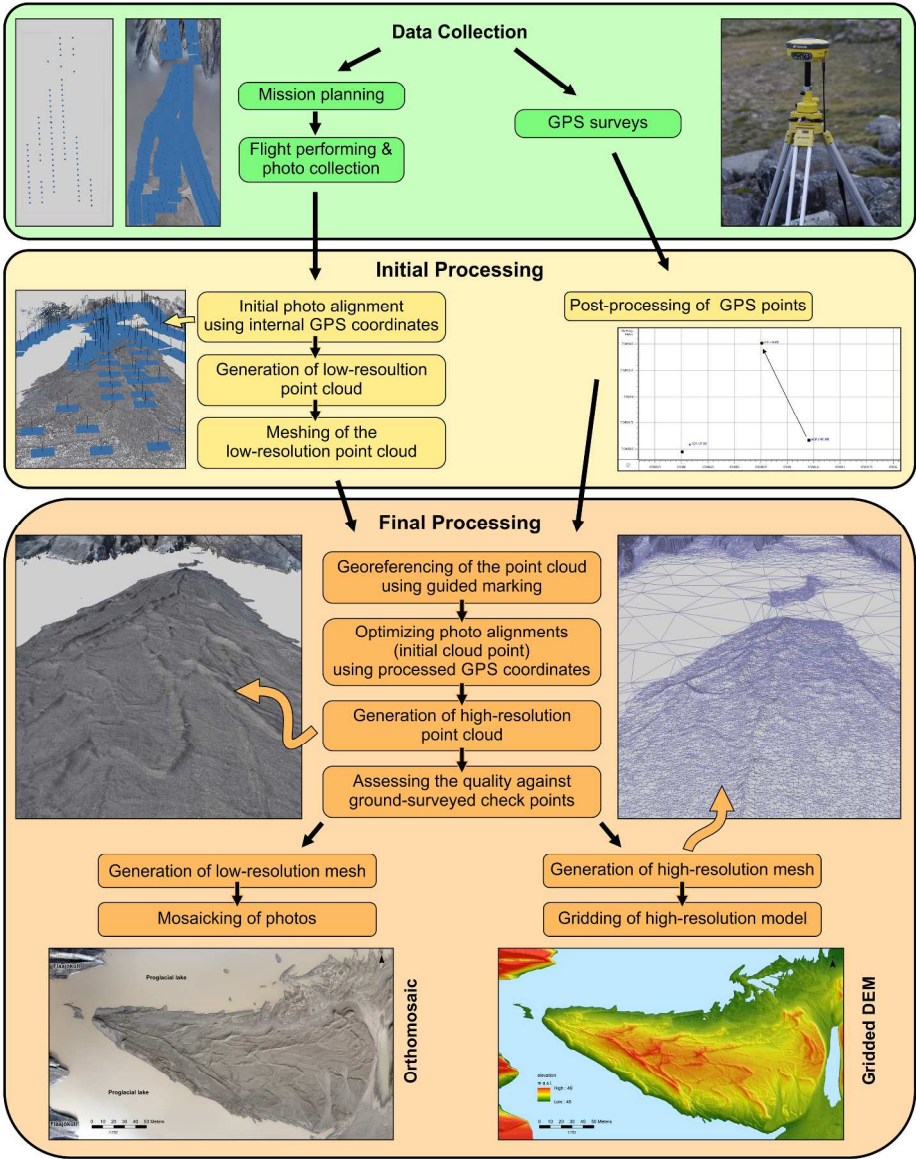 Data Collection
Mission planning
Flight performing &
photo collection
GPS surveys
Initial Processing
Initial photo alignment
using internal GPS coordinates
Generation of low-resoultion
point cloud
Meshing of the
low-resolution point cloud
Post-processing of GPS points
Final Processing
Georeferencing of the point cloud
using guided marking
Optimizing photo alignments
(initial cloud point)
using processed GPS coordinates
Generation of high-resolution
point cloud
Assessing the quality against
ground-surveyed check points
Generation of low-resolution mesh
Mosaicking of photos
Generation of high-resolution mesh
Gridding of high-resolution model
Flaajökull
Proglacial lake
Proglacial lake
Flaajökull
0 10 20 30 40 50 Meters
Orthomosaic
elevation
m a.s.l.
0 10 20 30 40 50 Meters
Gridded DEM